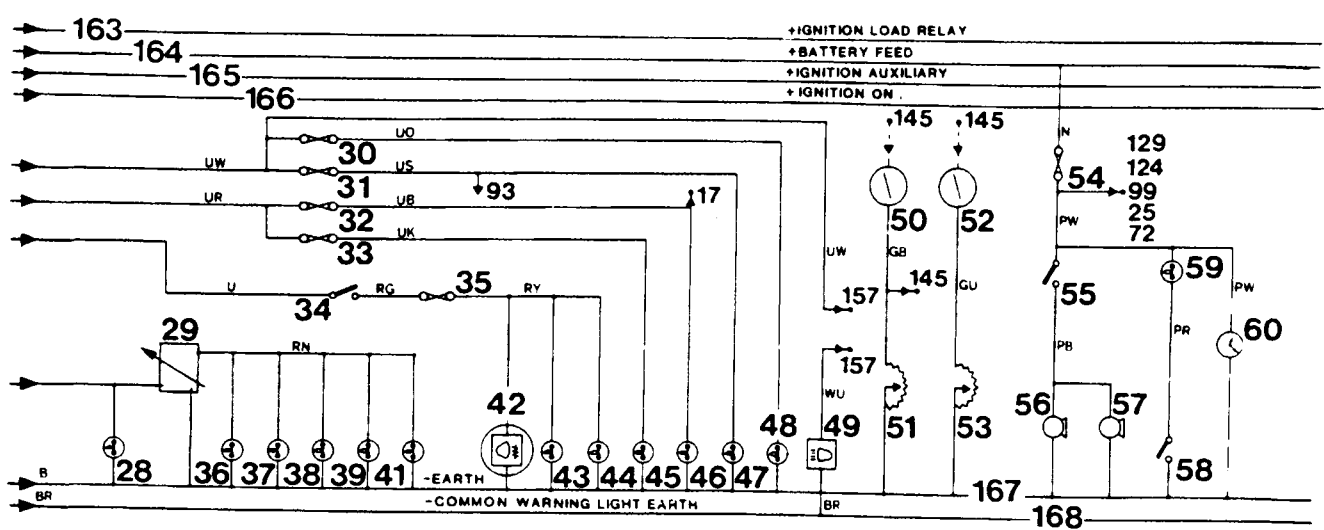 163 +IGNITION LOAD RELAY
164 +BATTERY FEED
165 +IGNITION AUXILIARY
166 +IGNITION ON.
145 145
UO N 129
30 124
UW US 54 99
31 93 50 52 25
UR UB 17 PW 72
32
UK
33 UW GB 59
U 34 RG 35 RY 157 145 GU 55 PW
29 RN PR 60
157 PB
42 WU 56 57
48 49 51 53
28 36 37 38 39 41 -EARTH 43 44 45 46 47 58
B 167
BR -COMMON WARNING LIGHT EARTH BR 168